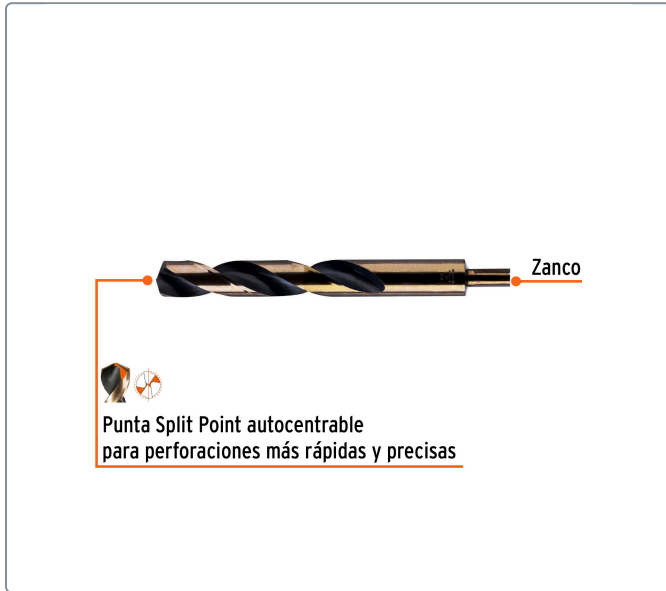 Zanco
Punta Split Point autocentrable
para perforaciones más rápidas y precisas